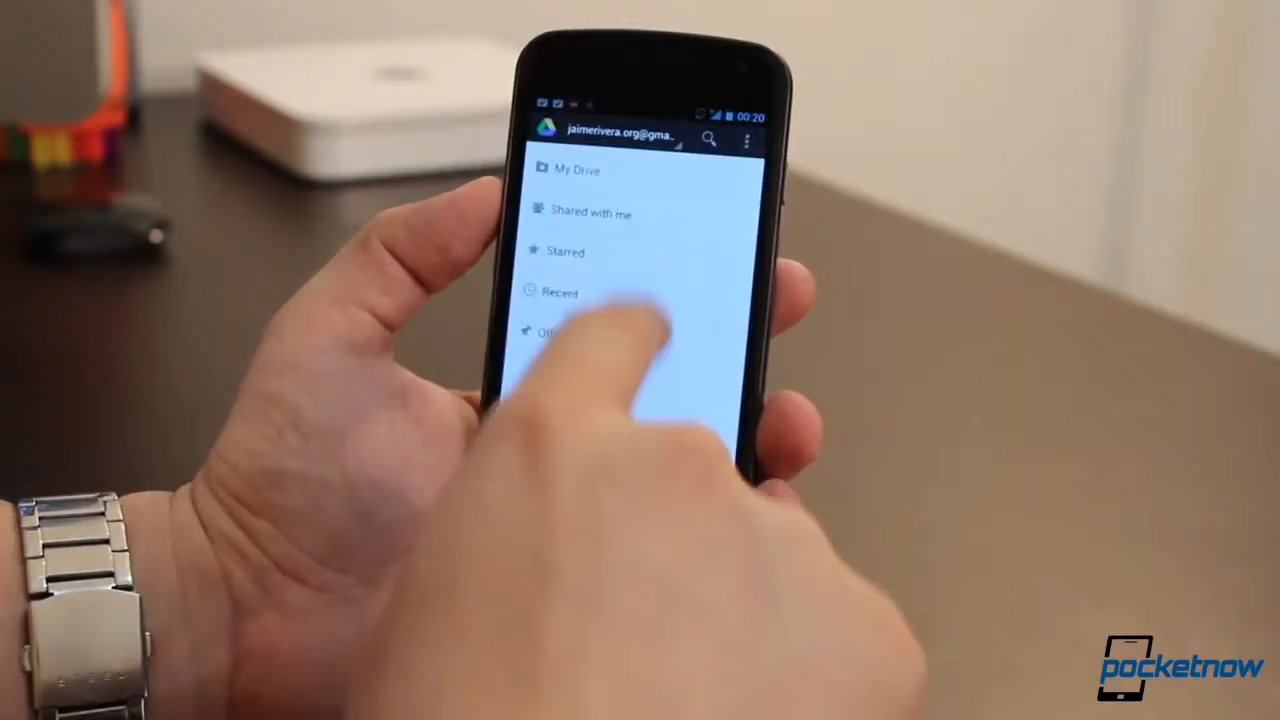 00:20
jaimerivera.org@gma...
My Drive
Shared with me
Starred
Recent
pocketnow